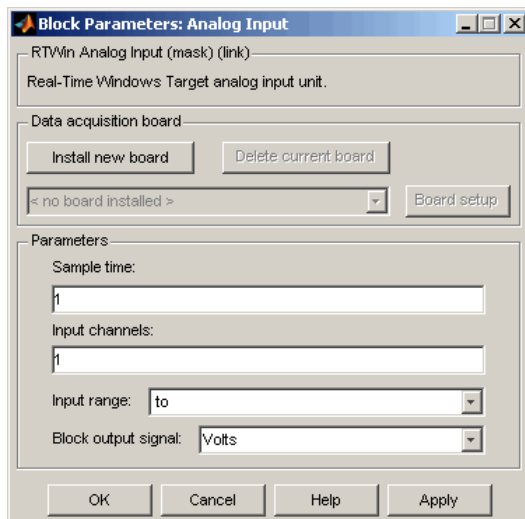 Block Parameters: Analog Input
RTWin Analog Input (mask) (link)
Real-Time Windows Target analog input unit.
Data acquisition board
Install new board Delete current board
< no board installed > Board setup
Parameters
Sample time:
1
Input channels:
1
Input range: to
Block output signal: Volts
OK Cancel Help Apply